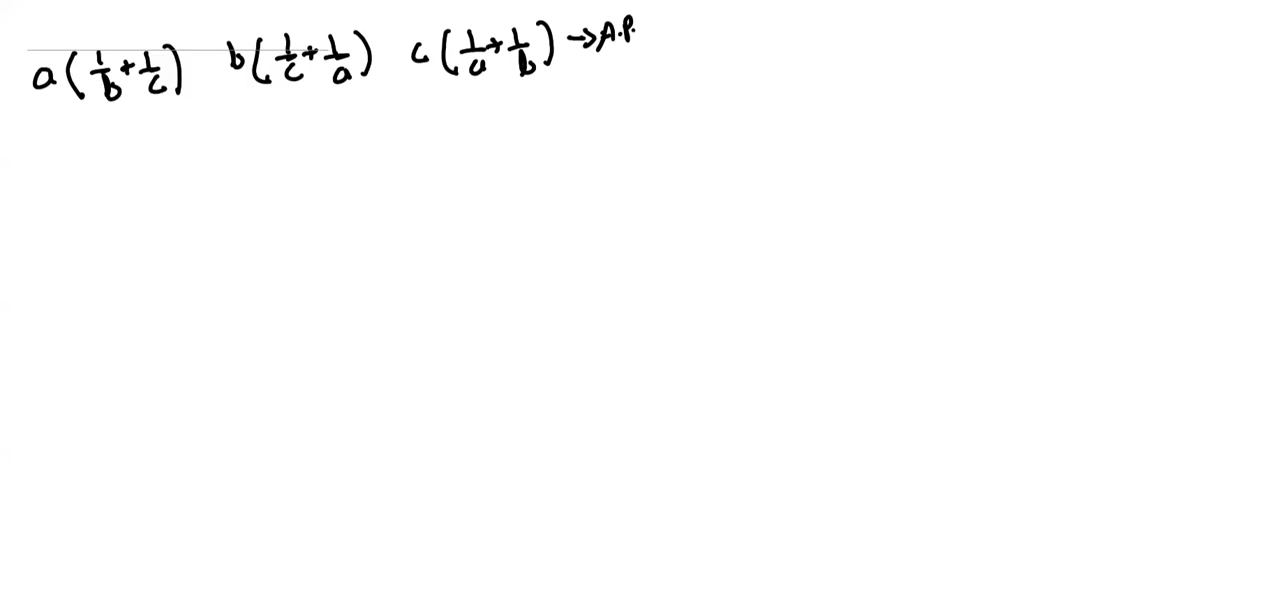 a(1/b + 1/c) b(1/c + 1/a) c(1/a + 1/b) → A.P.